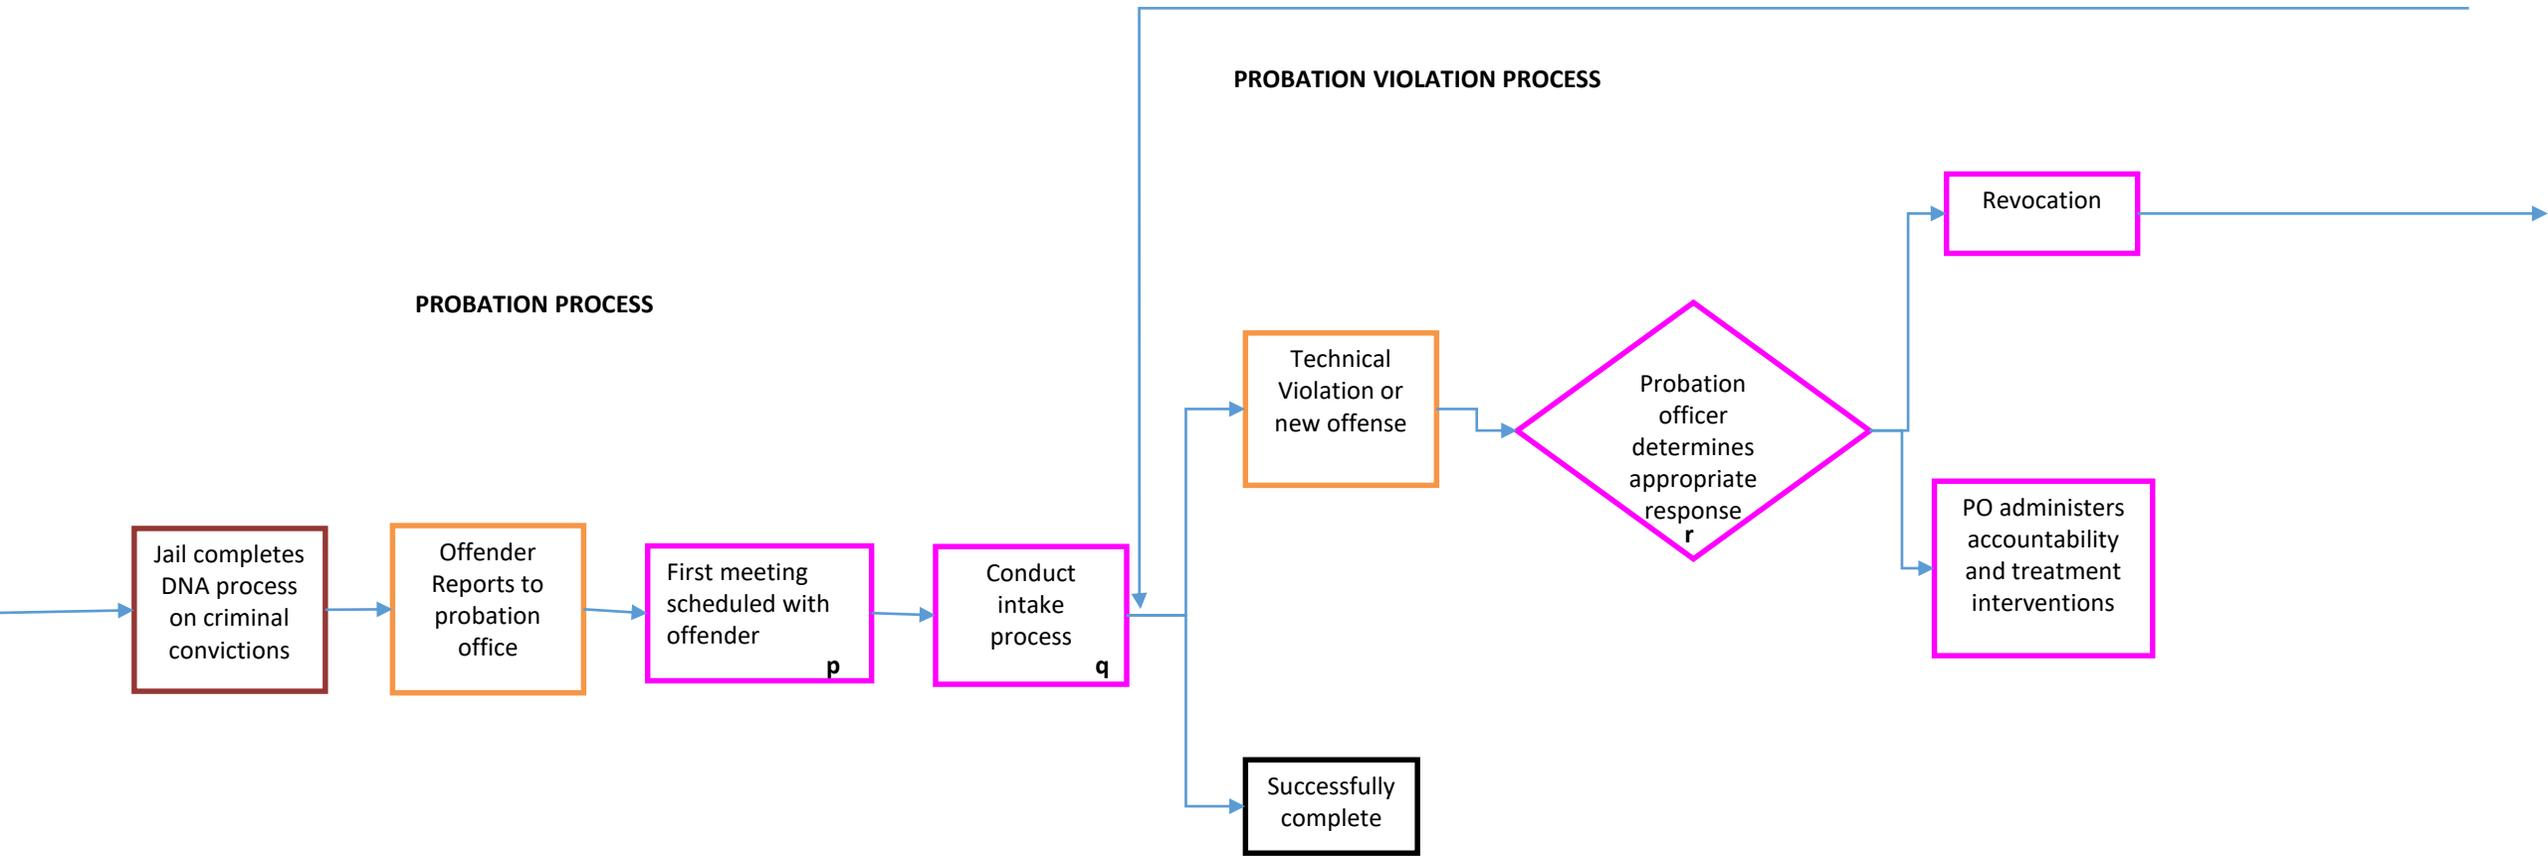 PROBATION VIOLATION PROCESS
Revocation
PROBATION PROCESS
Technical
Violation or
new offense
Probation
officer
determines
appropriate
response
r
PO administers
accountability
and treatment
interventions
Jail completes
DNA process
on criminal
convictions
Offender
Reports to
probation
office
First meeting
scheduled with
offender
p
Conduct
intake
process
q
Successfully
complete